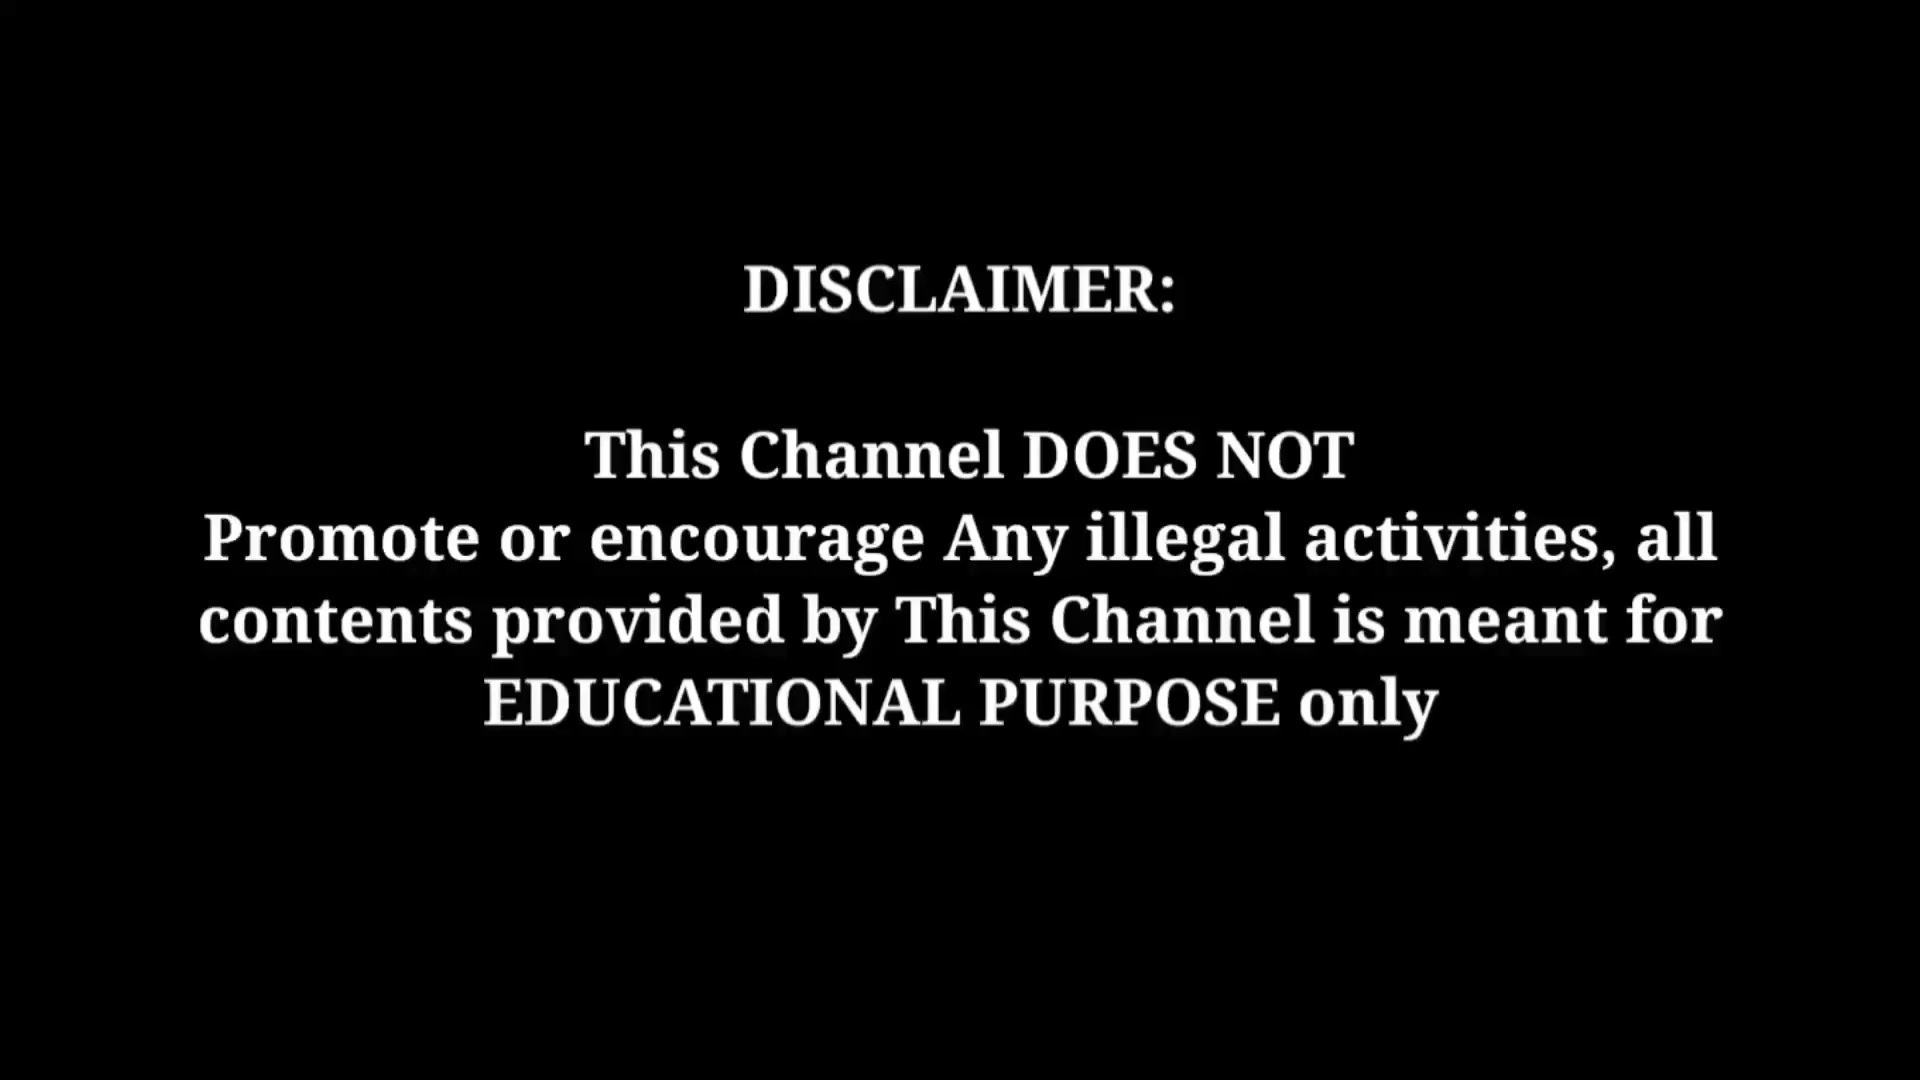 DISCLAIMER:
This Channel DOES NOT
Promote or encourage Any illegal activities, all
contents provided by This Channel is meant for
EDUCATIONAL PURPOSE only